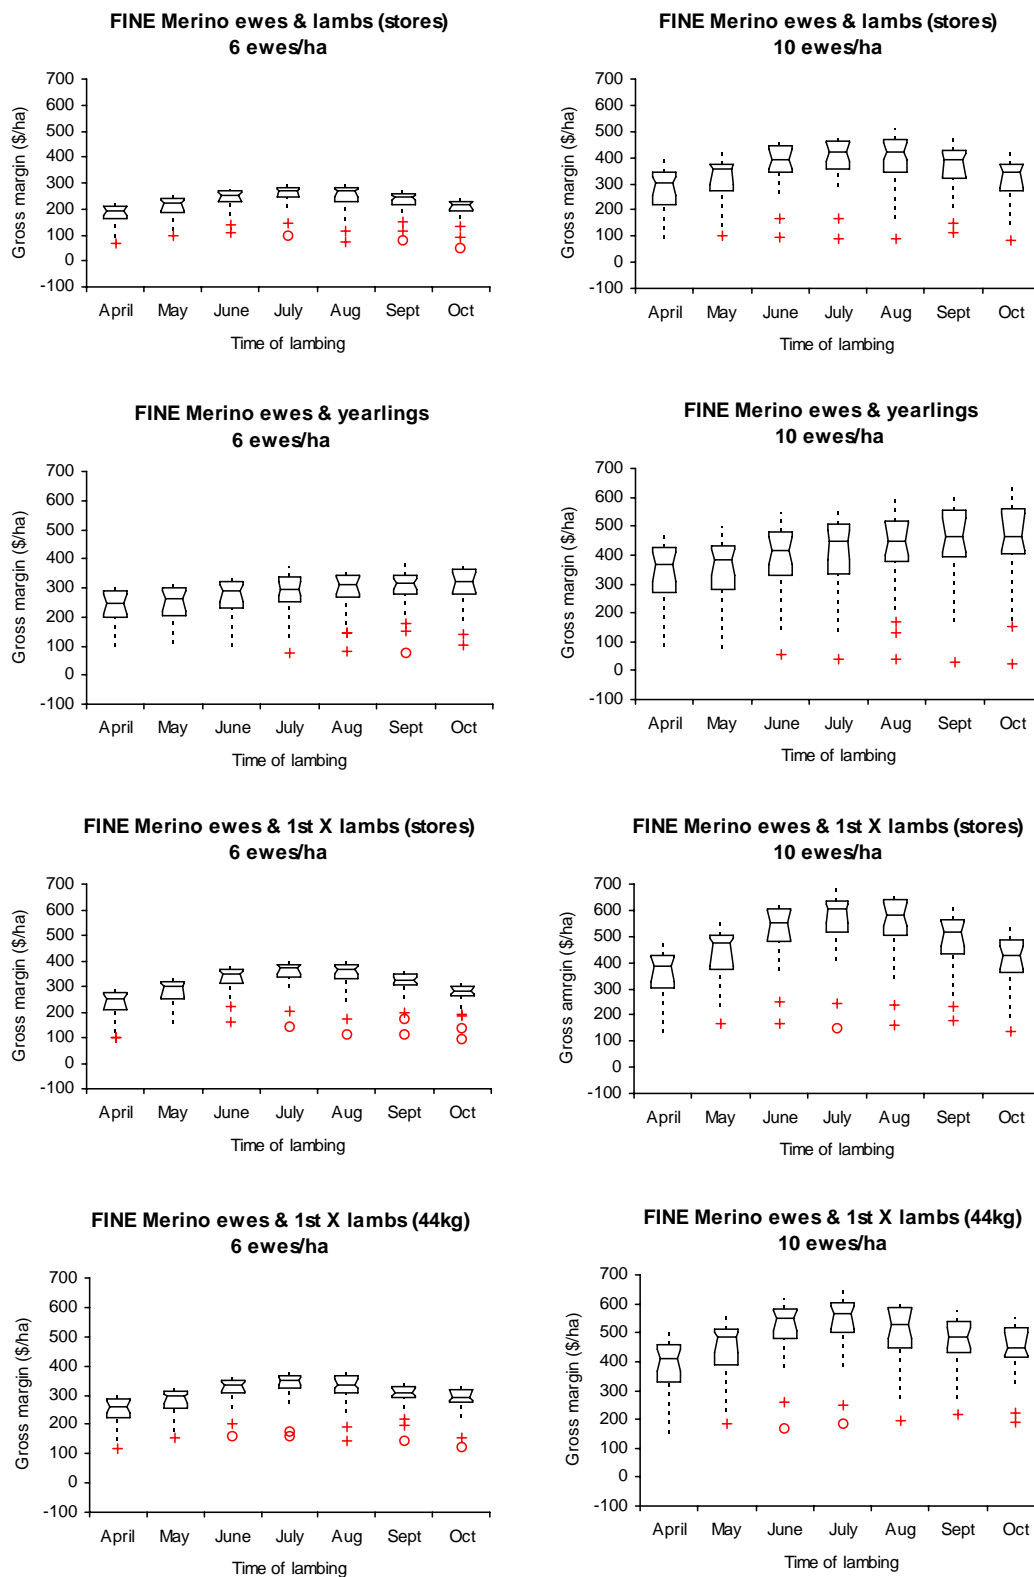 FINE Merino ewes & lambs (stores)
6 ewes/ha
700
600
500
400
300
200
100
0
-100
Gross margin ($/ha)
April May June July Aug Sept Oct
Time of lambing
FINE Merino ewes & lambs (stores)
10 ewes/ha
700
600
500
400
300
200
100
0
-100
Gross margin ($/ha)
April May June July Aug Sept Oct
Time of lambing
FINE Merino ewes & yearlings
6 ewes/ha
700
600
500
400
300
200
100
0
-100
Gross margin ($/ha)
April May June July Aug Sept Oct
Time of lambing
FINE Merino ewes & yearlings
10 ewes/ha
700
600
500
400
300
200
100
0
-100
Gross margin ($/ha)
April May June July Aug Sept Oct
Time of lambing
FINE Merino ewes & 1st X lambs (stores)
6 ewes/ha
700
600
500
400
300
200
100
0
-100
Gross margin ($/ha)
April May June July Aug Sept Oct
Time of lambing
FINE Merino ewes & 1st X lambs (stores)
10 ewes/ha
700
600
500
400
300
200
100
0
-100
Gross amrgin ($/ha)
April May June July Aug Sept Oct
Time of lambing
FINE Merino ewes & 1st X lambs (44kg)
6 ewes/ha
700
600
500
400
300
200
100
0
-100
Gross margin ($/ha)
April May June July Aug Sept Oct
Time of lambing
FINE Merino ewes & 1st X lambs (44kg)
10 ewes/ha
700
600
500
400
300
200
100
0
-100
Gross margin ($/ha)
April May June July Aug Sept Oct
Time of lambing